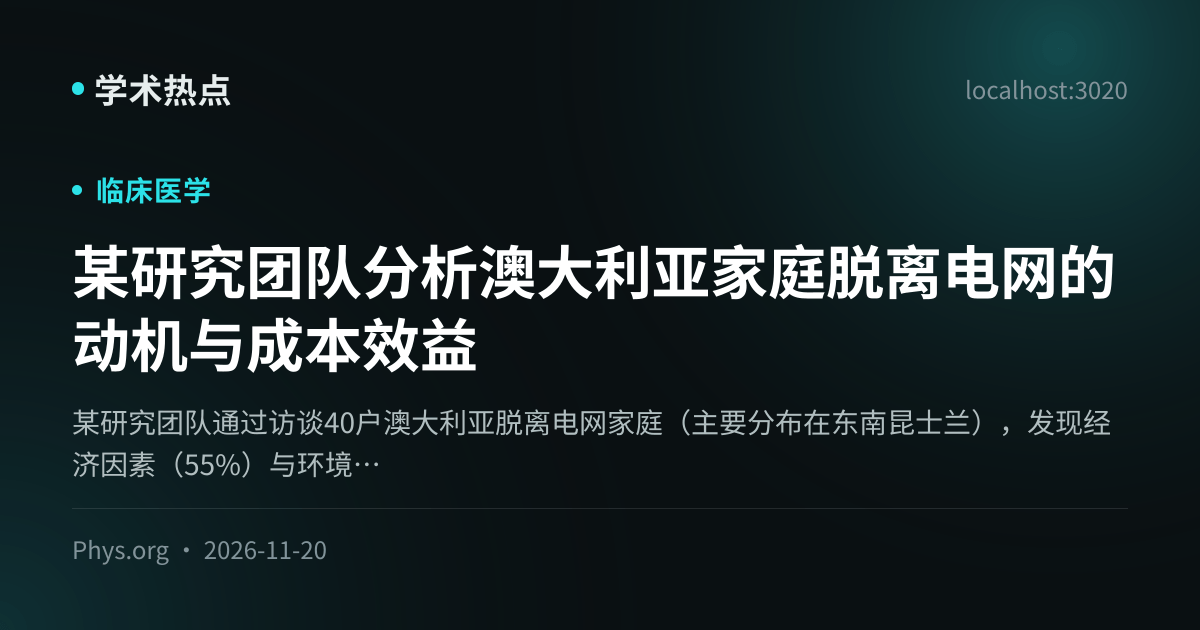 学术热点
localhost:3020
临床医学
某研究团队分析澳大利亚家庭脱离电网的
动机与成本效益
某研究团队通过访谈40户澳大利亚脱离电网家庭（主要分布在东南昆士兰），发现经
济因素（55%）与环境…
Phys.org · 2026-11-20